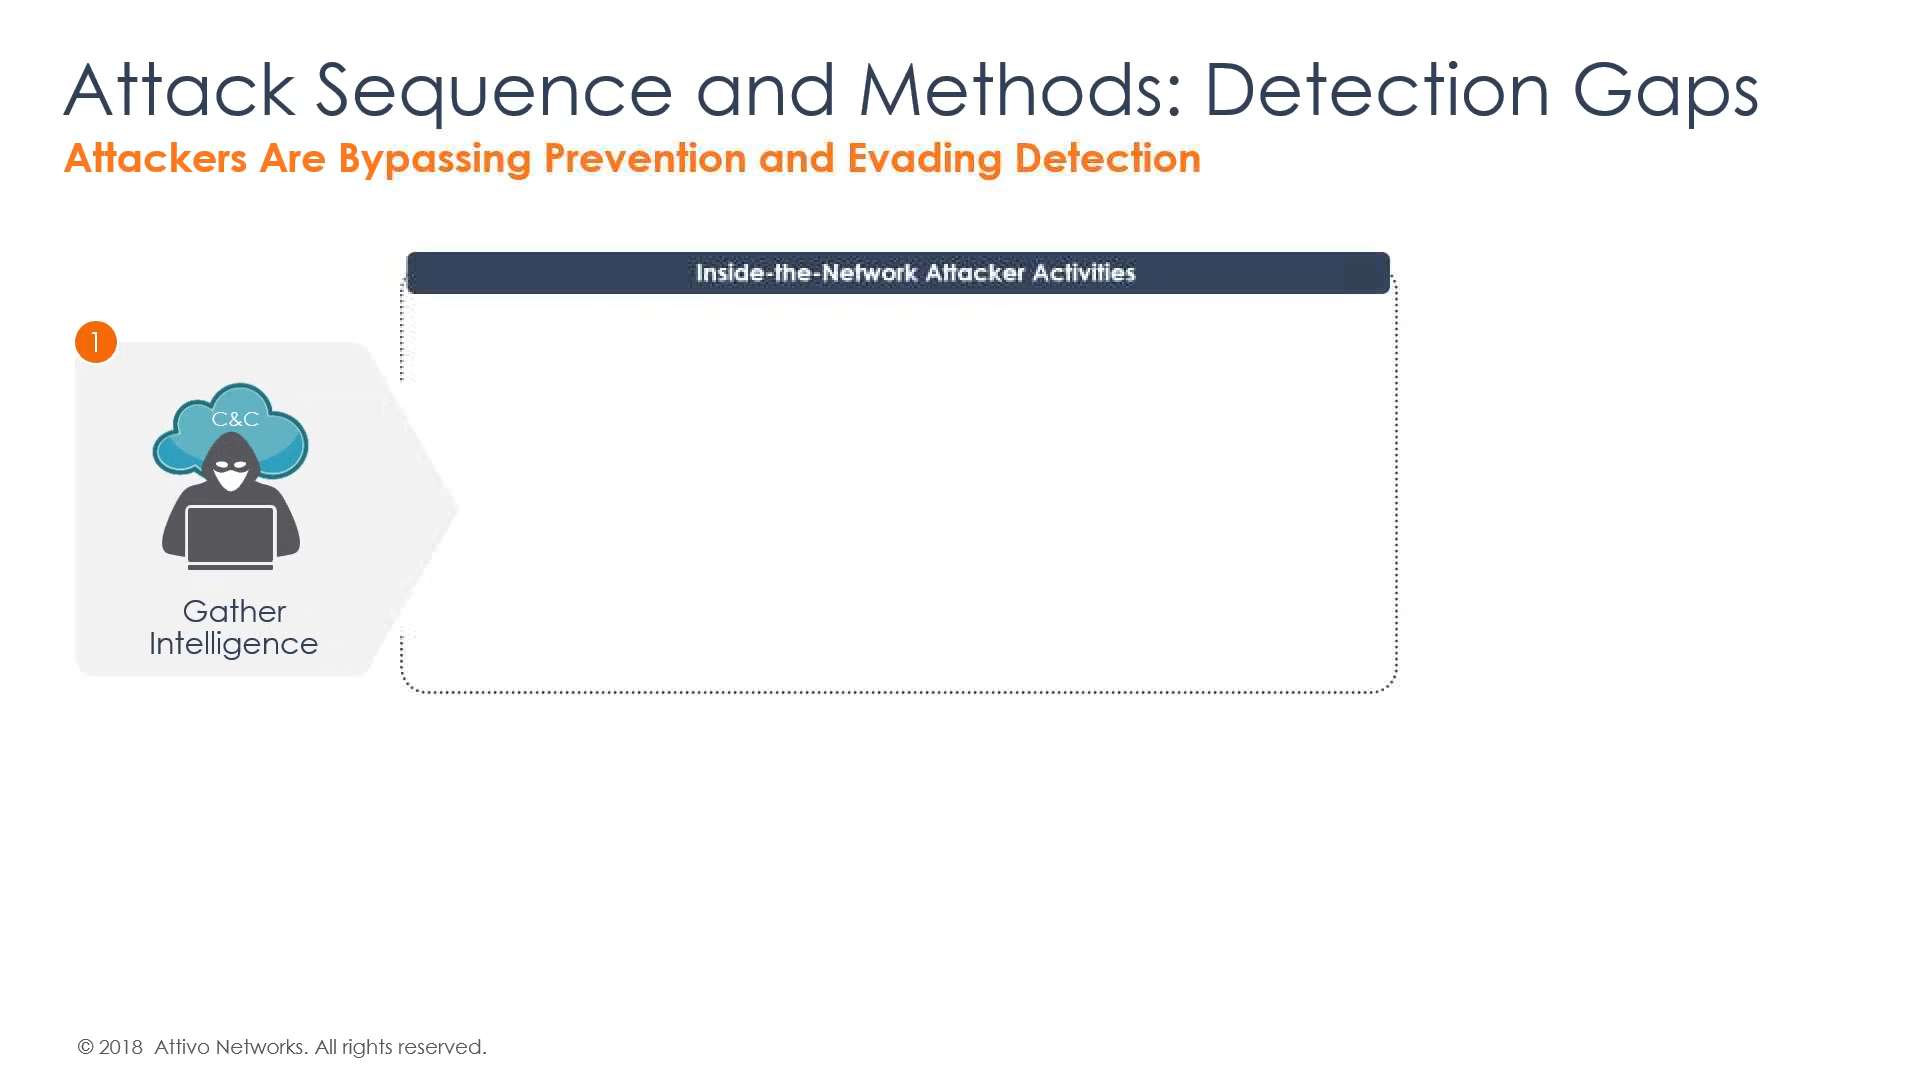 Attack Sequence and Methods: Detection Gaps
Attackers Are Bypassing Prevention and Evading Detection
Inside-the-Network Attacker Activities
1
C&C
Gather
Intelligence
© 2018 Attivo Networks. All rights reserved.